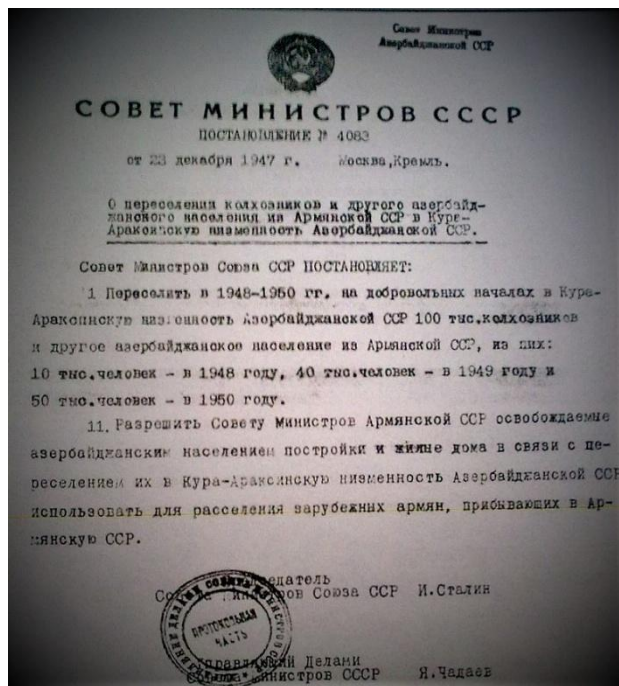 Совет Министров
Азербайджанской ССР
СОВЕТ МИНИСТРОВ СССР
ПОСТАНОВЛЕНИЕ № 4083
от 23 декабря 1947 г. Москва,Кремль.
О переселении колхозников и другого азербайд-
жанского населения из Армянской ССР в Кура-
Араксинскую низменность Азербайджанской ССР.
Совет Министров Союза ССР ПОСТАНОВЛЯЕТ:
1 Переселить в 1948-1950 гг. на добровольных началах в Кура-
Араксинскую низменность Азербайджанской ССР 100 тыс.колхозников
и другое азербайджанское население из Армянской ССР, из них:
10 тыс.человек - в 1948 году, 40 тыс.человек - в 1949 году и
50 тыс.человек - в 1950 году.
11. Разрешить Совету Министров Армянской ССР освобождаемые
азербайджанским населением постройки и жилые дома в связи с пе-
реселением их в Кура-Араксинскую низменность Азербайджанской ССР
использовать для расселения зарубежных армян, прибывающих в Ар-
мянскую ССР.
Председатель
Совета Министров Союза ССР И.Сталин
ПРОТОКОЛЬНАЯ
ЧАСТЬ
Управляющий Делами
Совета Министров СССР Я.Чадаев